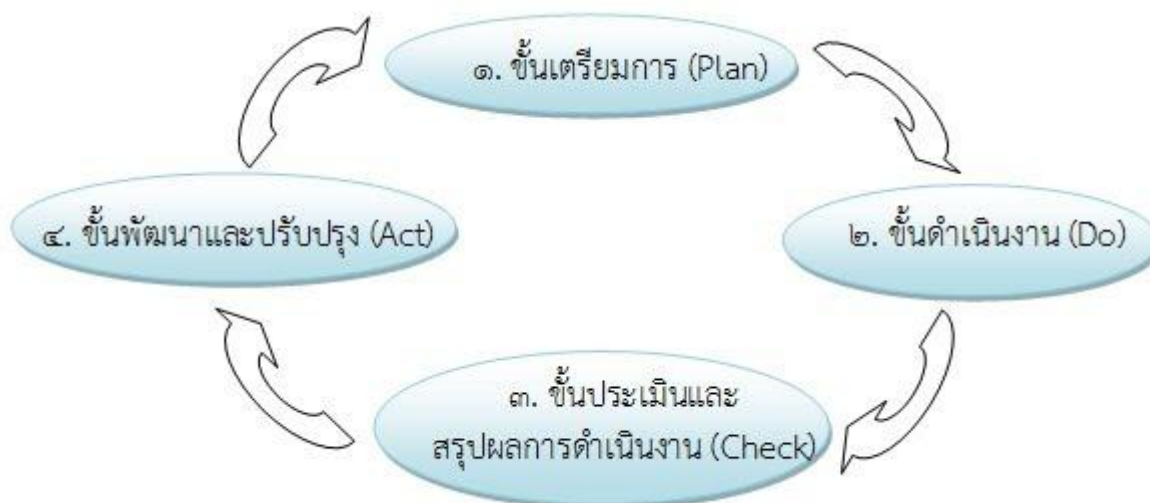 ๑. ขั้นเตรียมการ (Plan)
๒. ขั้นดำเนินงาน (Do)
๓. ขั้นประเมินและ
สรุปผลการดำเนินงาน (Check)
๔. ขั้นพัฒนาและปรับปรุง (Act)